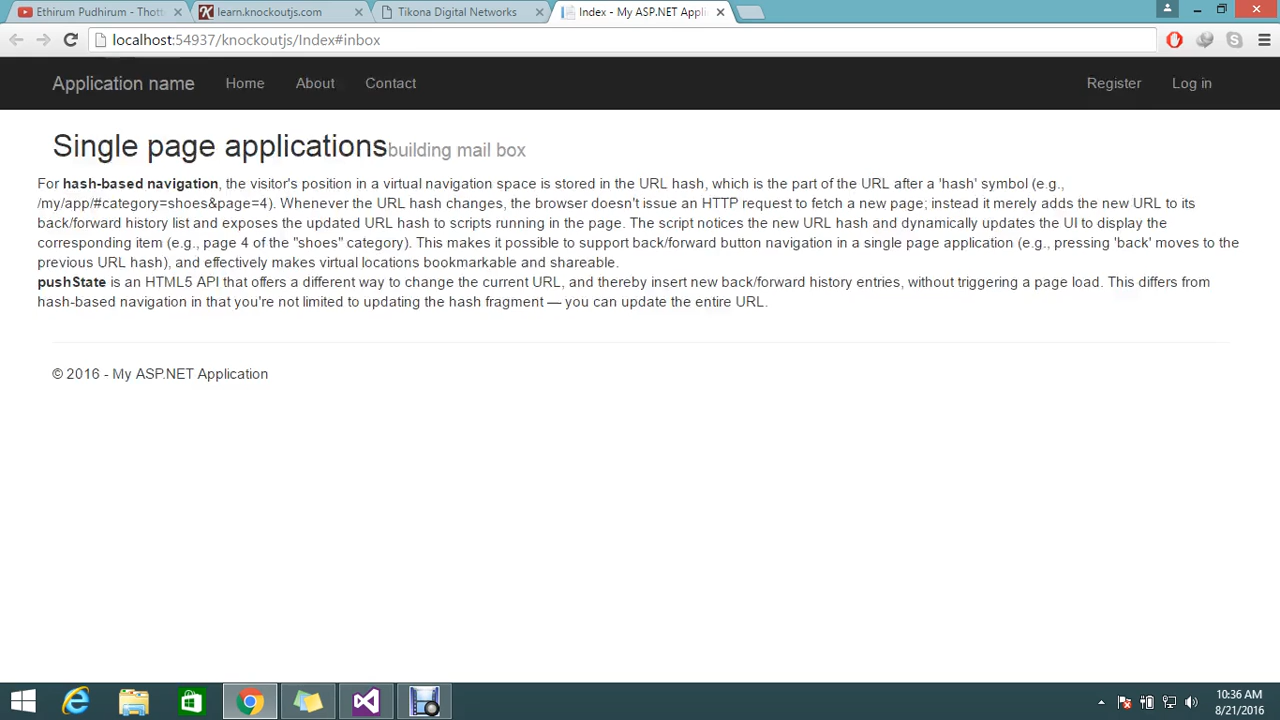 Ethirum Pudhirum - Thott
learn.knockoutjs.com
Tikona Digital Networks
Index - My ASP.NET Appli
localhost:54937/knockoutjs/Index#inbox
Application name
Home
About
Contact
Register
Log in
Single page applicationsbuilding mail box
For hash-based navigation, the visitor's position in a virtual navigation space is stored in the URL hash, which is the part of the URL after a 'hash' symbol (e.g.,
/my/app/#category=shoes&page=4). Whenever the URL hash changes, the browser doesn't issue an HTTP request to fetch a new page; instead it merely adds the new URL to its
back/forward history list and exposes the updated URL hash to scripts running in the page. The script notices the new URL hash and dynamically updates the UI to display the
corresponding item (e.g., page 4 of the "shoes" category). This makes it possible to support back/forward button navigation in a single page application (e.g., pressing 'back' moves to the
previous URL hash), and effectively makes virtual locations bookmarkable and shareable.
pushState is an HTML5 API that offers a different way to change the current URL, and thereby insert new back/forward history entries, without triggering a page load. This differs from
hash-based navigation in that you're not limited to updating the hash fragment — you can update the entire URL.
© 2016 - My ASP.NET Application
10:36 AM
8/21/2016